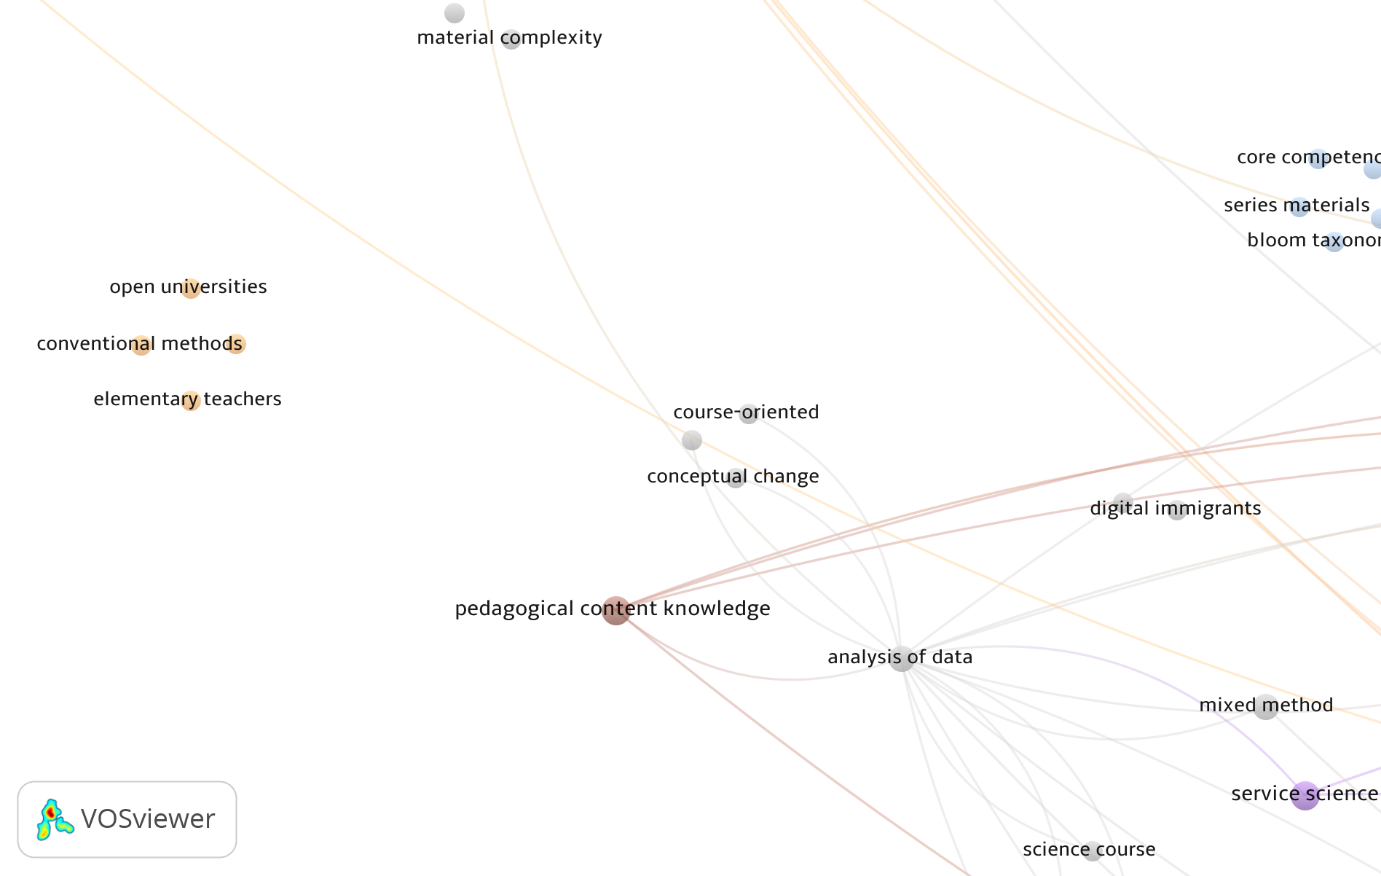 material complexity
core competenc
series materials
bloom taxonor
open universities
conventional methods
elementary teachers
course-oriented
conceptual change
digital immigrants
pedagogical content knowledge
analysis of data
mixed method
service science
VOSviewer
science course